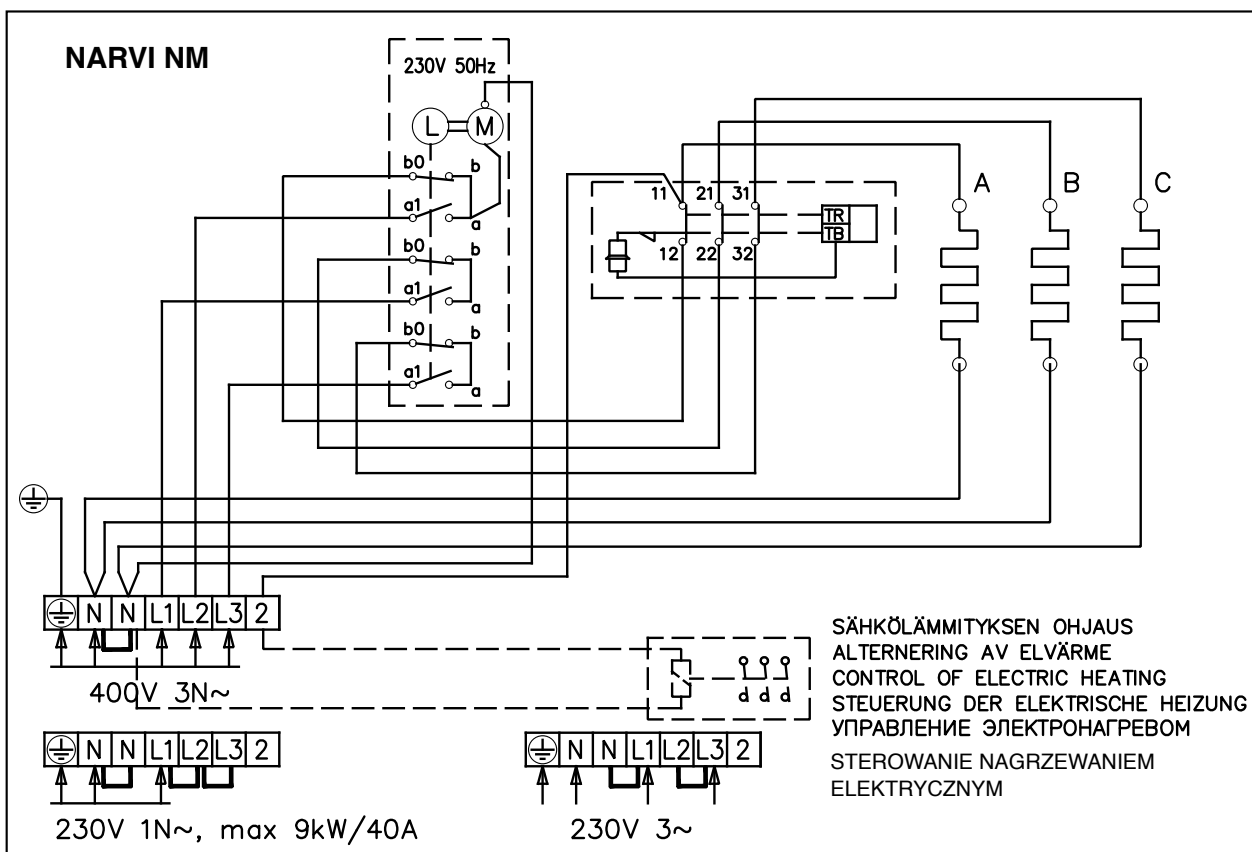 NARVI NM
230V 50Hz
L M
b0 b
a1 a
b0 b
a1 a
b0 b
a1 a
11 21 31
TR
TB
12 22 32
A B C
N N L1 L2 L3 2
400V 3N~
d d d
SÄHKÖLÄMMITYKSEN OHJAUS
ALTERNERING AV ELVÄRME
CONTROL OF ELECTRIC HEATING
STEUERUNG DER ELEKTRISCHE HEIZUNG
УПРАВЛЕНИЕ ЭЛЕКТРОНАГРЕВОМ
STEROWANIE NAGRZEWANIEM
ELEKTRYCZNYM
N N L1 L2 L3 2
230V 1N~, max 9kW/40A
N N L1 L2 L3 2
230V 3~